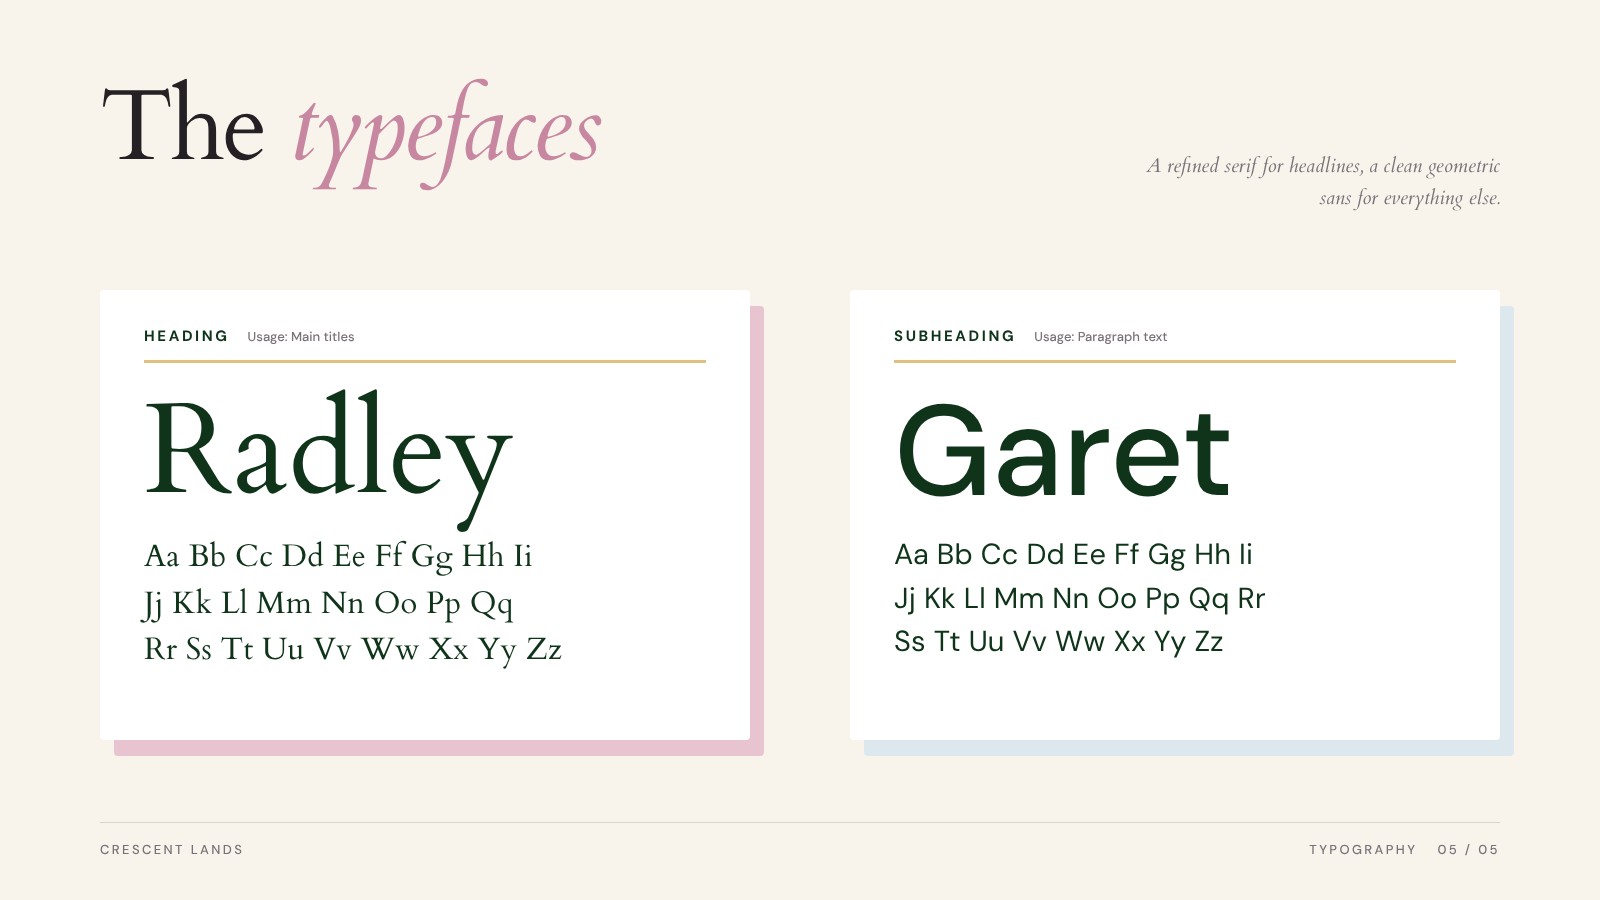 The typefaces
A refined serif for headlines, a clean geometric
sans for everything else.
HEADING Usage: Main titles
Radley
Aa Bb Cc Dd Ee Ff Gg Hh Ii
Jj Kk Ll Mm Nn Oo Pp Qq
Rr Ss Tt Uu Vv Ww Xx Yy Zz
SUBHEADING Usage: Paragraph text
Garet
Aa Bb Cc Dd Ee Ff Gg Hh Ii
Jj Kk Ll Mm Nn Oo Pp Qq Rr
Ss Tt Uu Vv Ww Xx Yy Zz
CRESCENT LANDS
TYPOGRAPHY 05 / 05